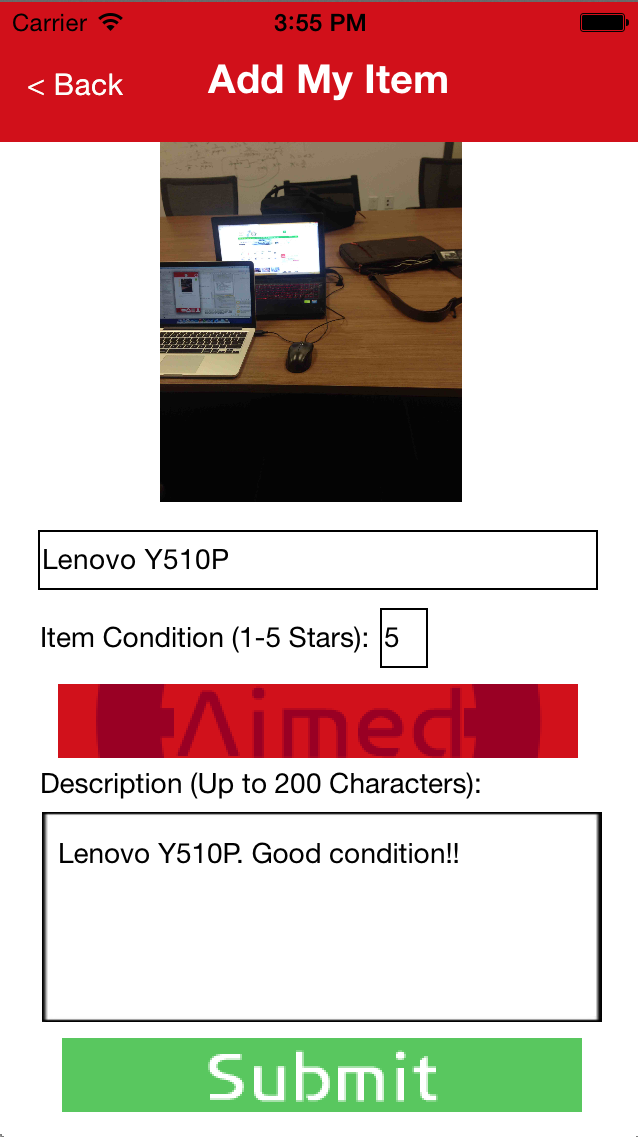 Carrier 3:55 PM
< Back Add My Item
Lenovo Y510P
Item Condition (1-5 Stars): 5
Aimed
Description (Up to 200 Characters):
Lenovo Y510P. Good condition!!
Submit